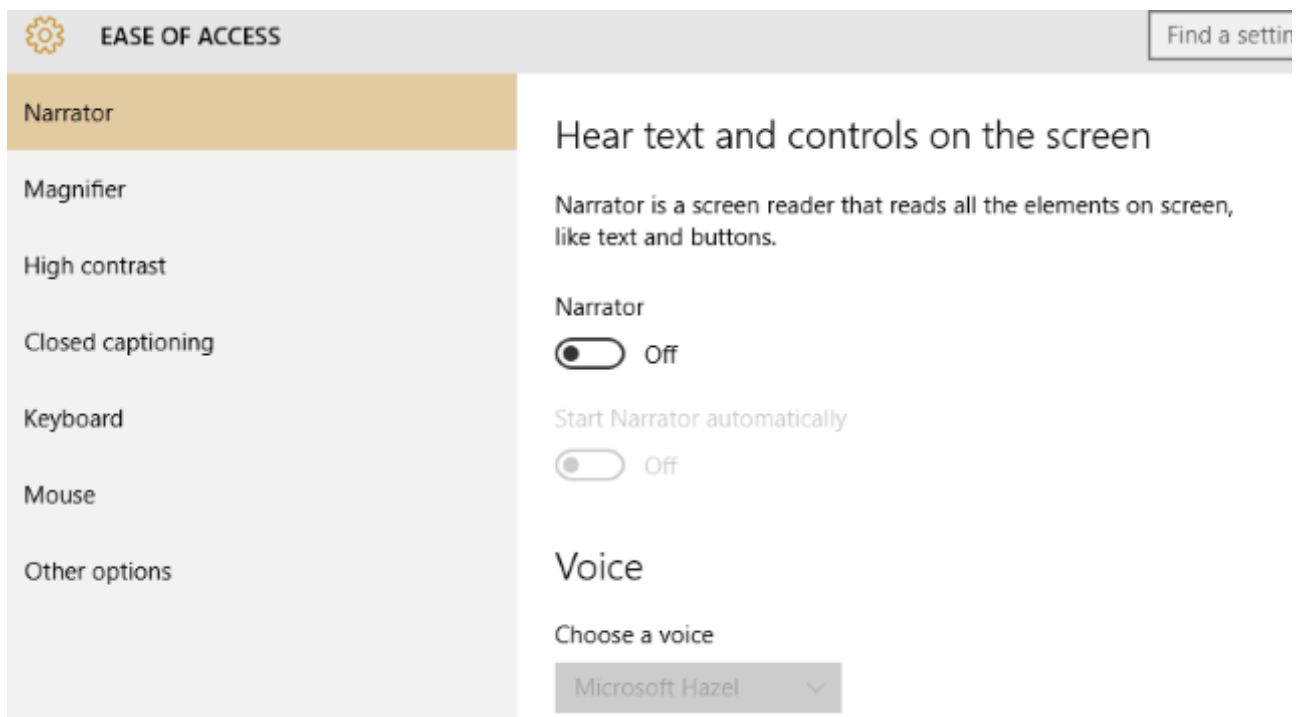 EASE OF ACCESS
Find a settin
Narrator
Magnifier
High contrast
Closed captioning
Keyboard
Mouse
Other options
Hear text and controls on the screen
Narrator is a screen reader that reads all the elements on screen,
like text and buttons.
Narrator
Off
Start Narrator automatically
Off
Voice
Choose a voice
Microsoft Hazel